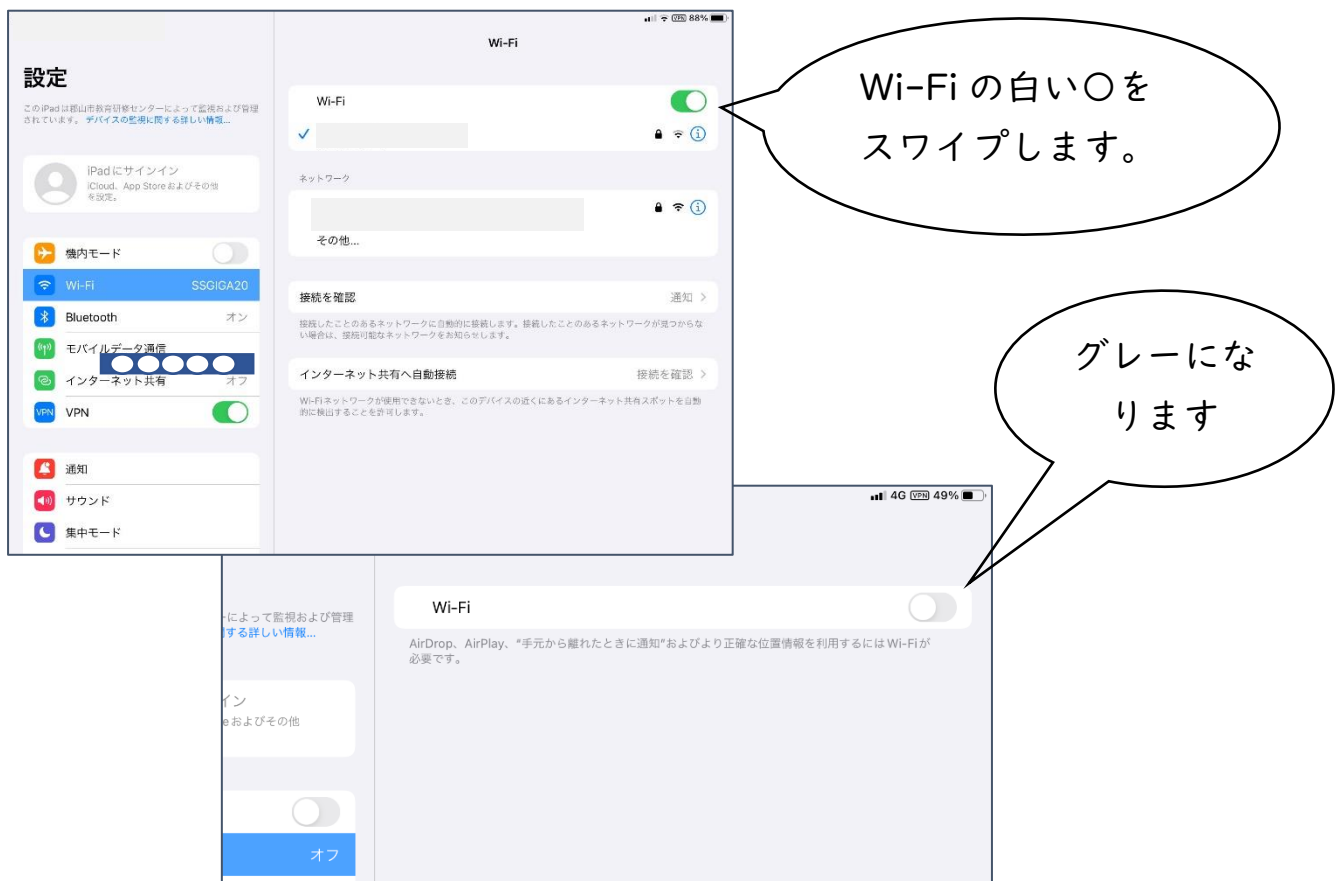 88%
Wi-Fi
設定
このiPadは郡山市教育研修センターによって監視および管理
されています。デバイスの監視に関する詳しい情報...
iPadにサインイン
iCloud、App Storeおよびその他
を設定。
機内モード
Wi-Fi SSGIGA20
Bluetooth オン
モバイルデータ通信
インターネット共有 オフ
VPN VPN
通知
サウンド
集中モード
Wi-Fi
ネットワーク
その他...
接続を確認 通知
接続したことのあるネットワークに自動的に接続します。接続したことのあるネットワークが見つからな
い場合は、接続可能なネットワークをお知らせします。
インターネット共有へ自動接続 接続を確認
Wi-Fiネットワークが使用できないとき、このデバイスの近くにあるインターネット共有スポットを自動
的に検出することを許可します。
Wi-Fiの白い〇を
スワイプします。
グレーにな
ります
4G VPN 49%
によって監視および管理
する詳しい情報...
イン
eおよびその他
オフ
Wi-Fi
AirDrop、AirPlay、“手元から離れたときに通知”およびより正確な位置情報を利用するにはWi-Fiが
必要です。